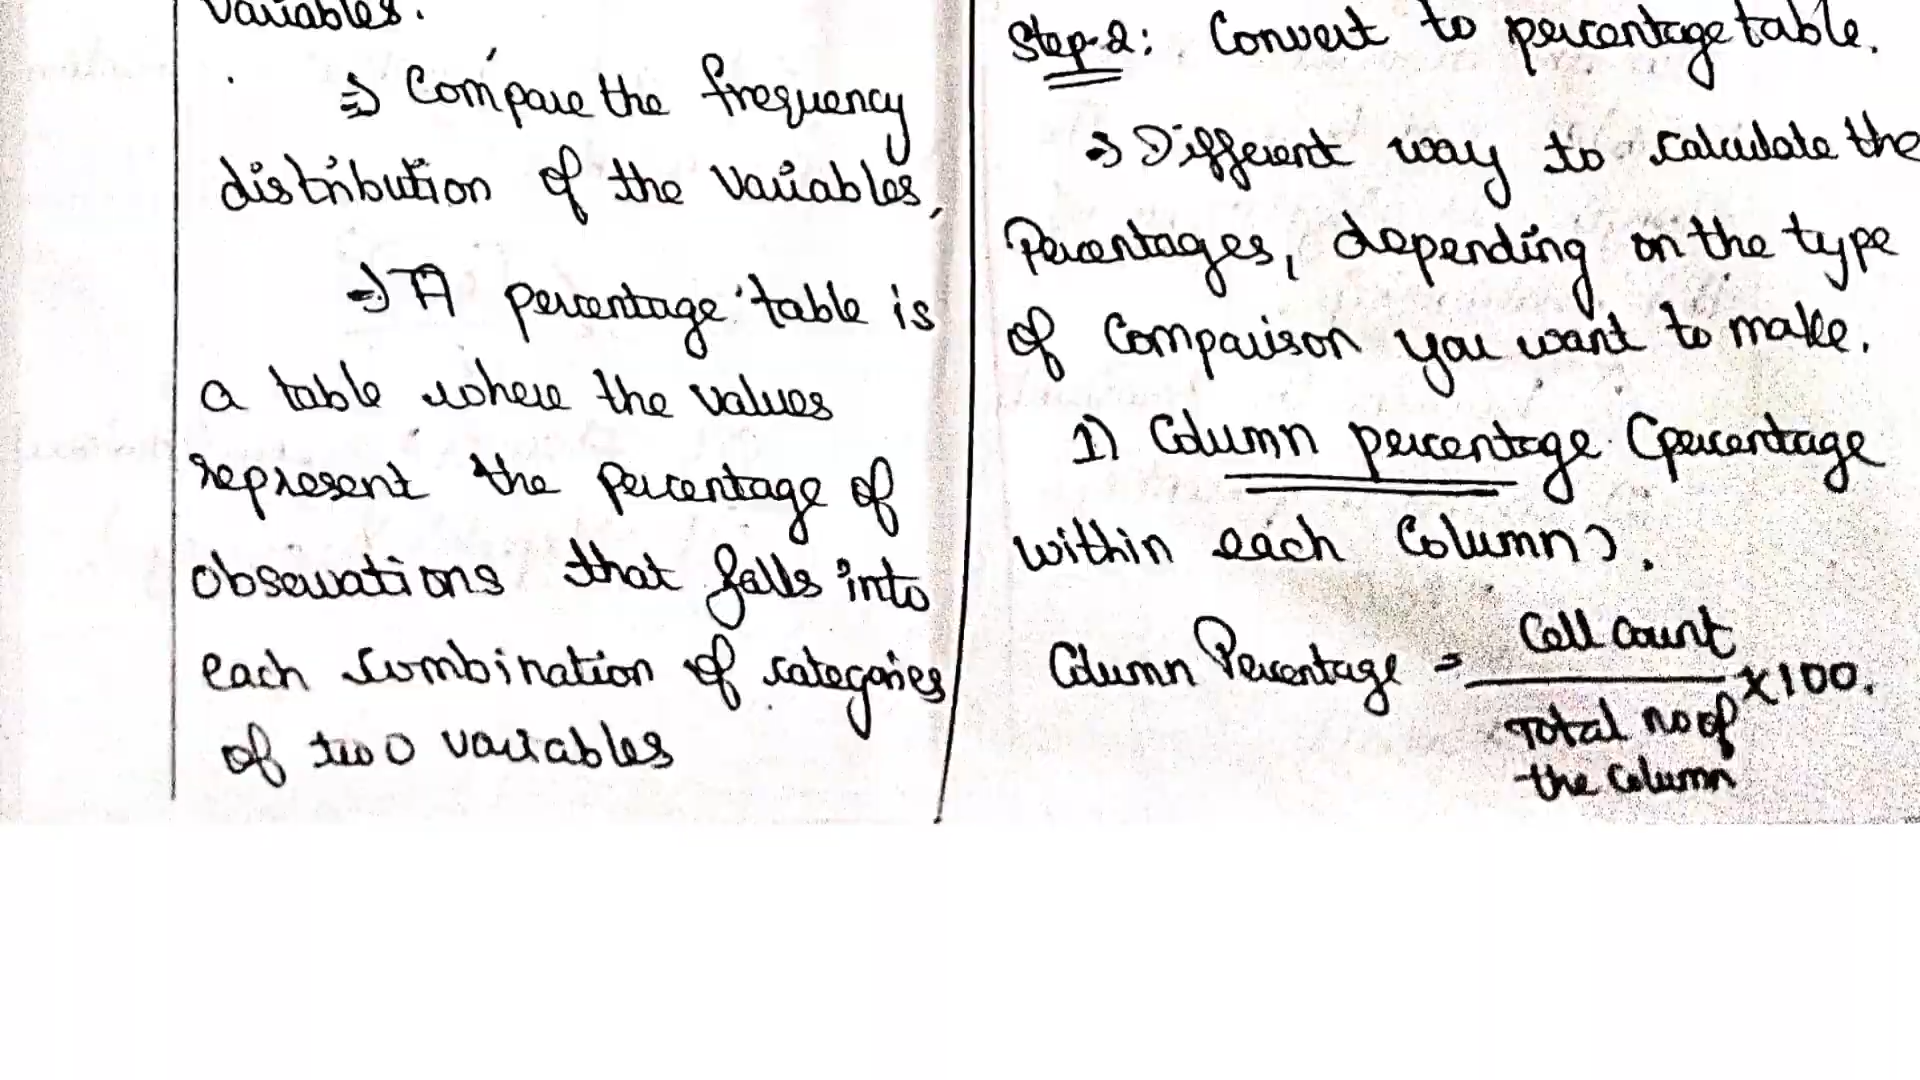 Variables.
⇒ Compare the frequency
distribution of the variables,
⇒ A percentage table is
a table where the values
represent the percentage of
observations that falls into
each combination of categories
of two variables
Step-2: Convert to percentage table.
⇒ Different way to calculate the
Percentages, depending on the type
of comparison you want to make.
1) Column percentage (percentage
within each column).
Column Percentage = Cell count / Total no of the column × 100.